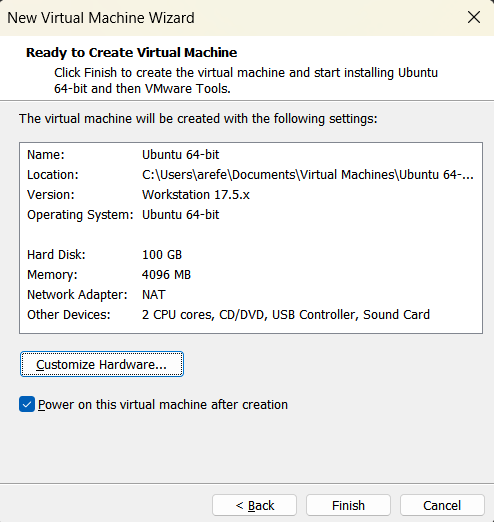 New Virtual Machine Wizard
Ready to Create Virtual Machine
Click Finish to create the virtual machine and start installing Ubuntu
64-bit and then VMware Tools.
The virtual machine will be created with the following settings:
Name: Ubuntu 64-bit
Location: C:\Users\arefe\Documents\Virtual Machines\Ubuntu 64-...
Version: Workstation 17.5.x
Operating System: Ubuntu 64-bit
Hard Disk: 100 GB
Memory: 4096 MB
Network Adapter: NAT
Other Devices: 2 CPU cores, CD/DVD, USB Controller, Sound Card
Customize Hardware...
Power on this virtual machine after creation
< Back Finish Cancel